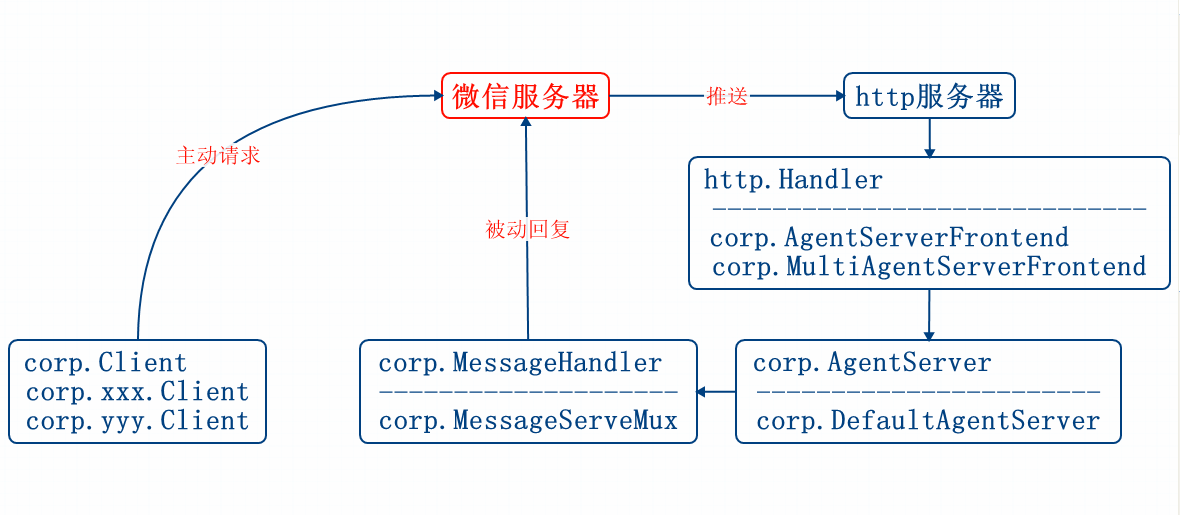 微信服务器
推送
http服务器
主动请求
http.Handler
-----------------------------
corp.AgentServerFrontend
corp.MultiAgentServerFrontend
被动回复
corp.Client
corp.xxx.Client
corp.yyy.Client
corp.MessageHandler
--------------------
corp.MessageServeMux
corp.AgentServer
-----------------------
corp.DefaultAgentServer